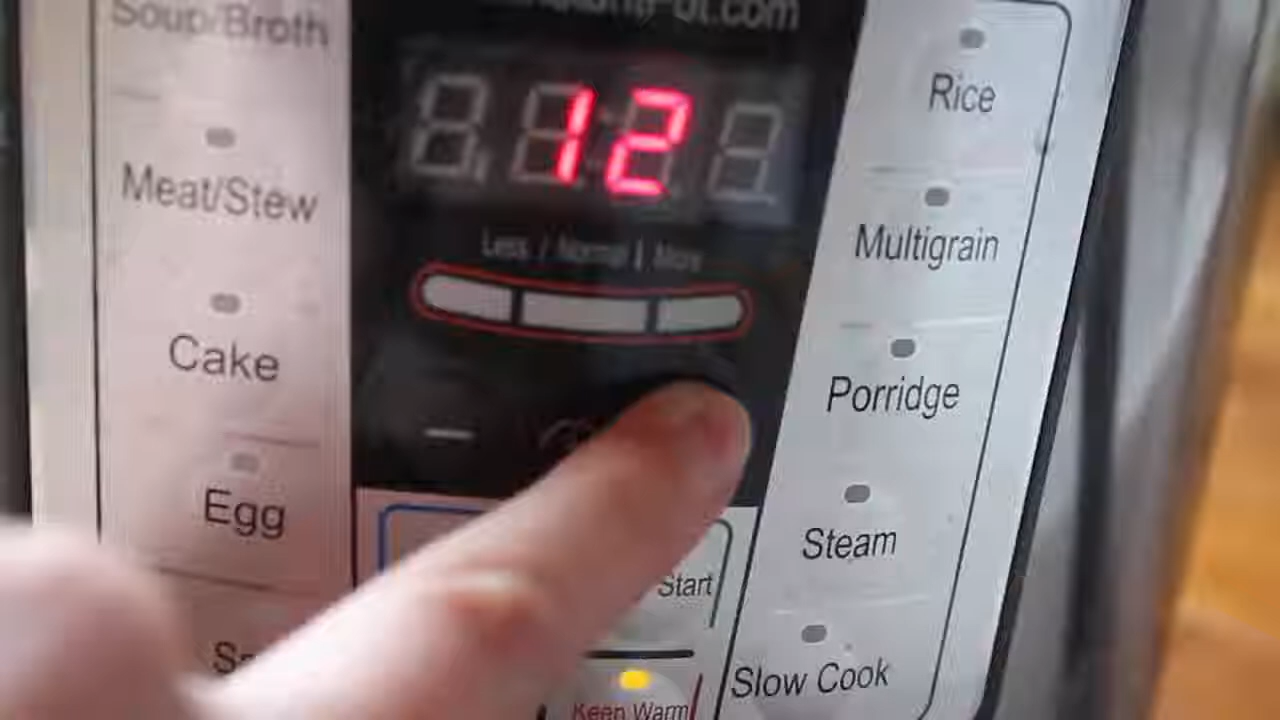 Soup/Broth
Meat/Stew
Cake
Egg
12
Less / Normal | More
Start
Keep Warm
Rice
Multigrain
Porridge
Steam
Slow Cook